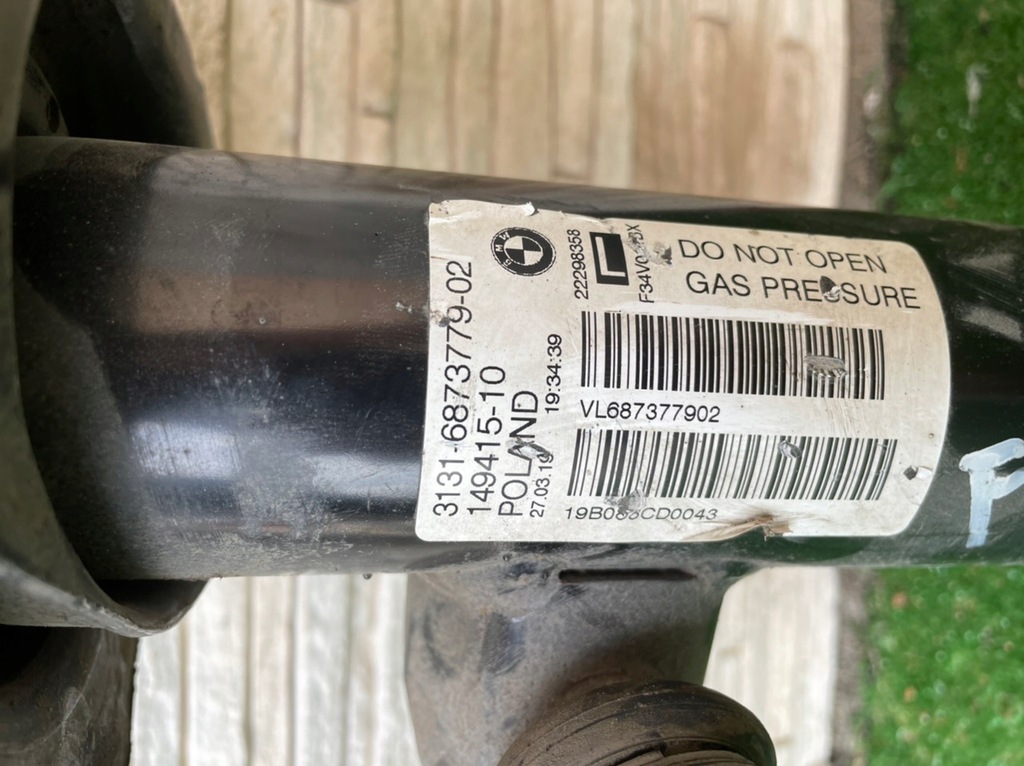 3131-6873779-02
149415-10
POLAND
27.03.19 19:34:39
BMW
22298358
L
DO NOT OPEN
GAS PRESSURE
VL687377902